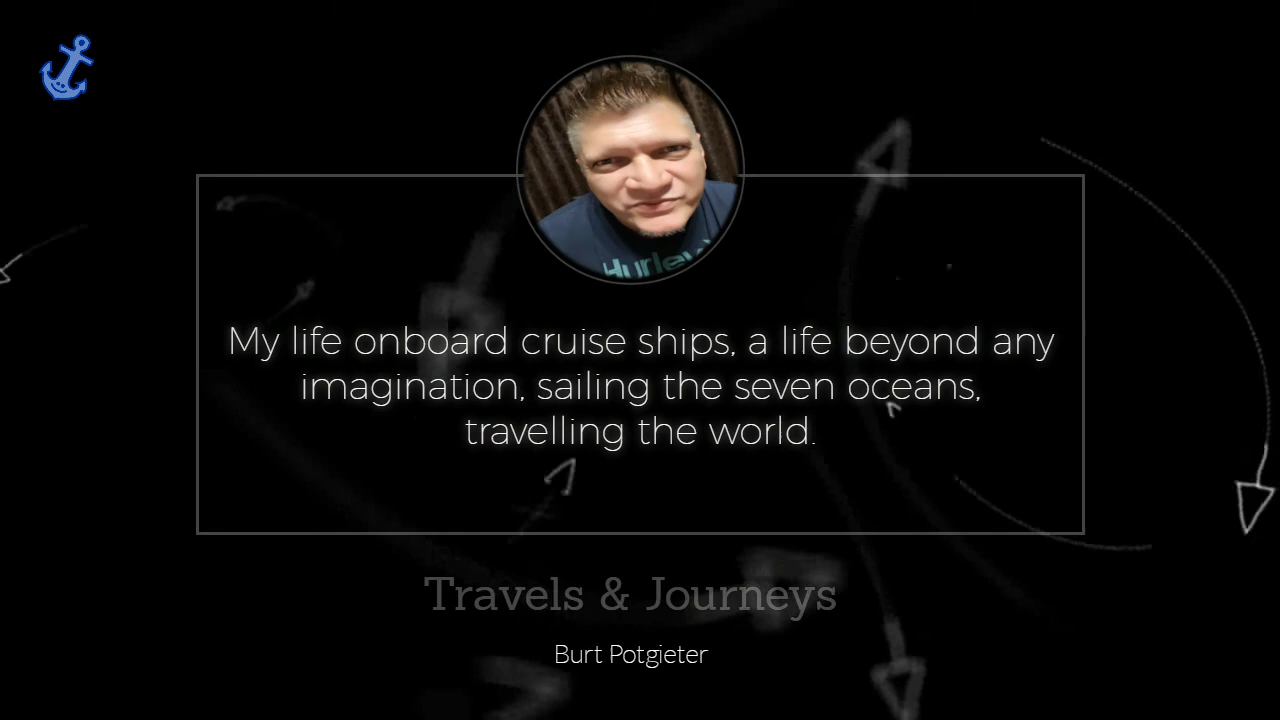 Hurley
My life onboard cruise ships, a life beyond any
imagination, sailing the seven oceans,
travelling the world.
Travels & Journeys
Burt Potgieter